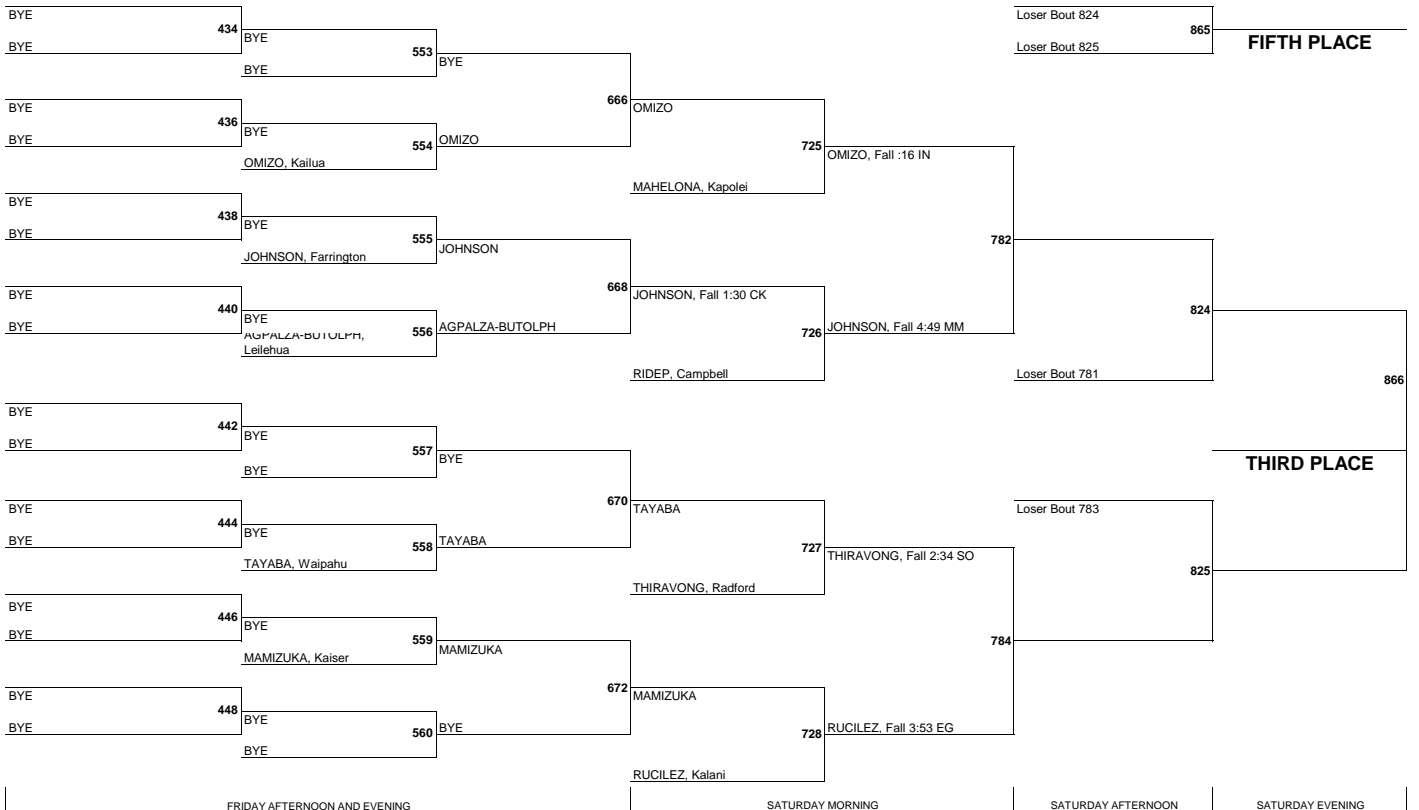 BYE
434
BYE
BYE
553
BYE
BYE
BYE
436
BYE
BYE
554
OMIZO
OMIZO, Kailua
666
OMIZO
725
OMIZO, Fall :16 IN
MAHELONA, Kapolei
BYE
438
BYE
BYE
555
JOHNSON
JOHNSON, Farrington
BYE
440
BYE
BYE
556
AGPALZA-BUTOLPH
AGPALZA-BUTOLPH,
Leilehua
668
JOHNSON, Fall 1:30 CK
726
JOHNSON, Fall 4:49 MM
RIDEP, Campbell
782
Loser Bout 781
824
BYE
442
BYE
BYE
557
BYE
BYE
BYE
444
BYE
BYE
558
TAYABA
TAYABA, Waipahu
670
TAYABA
727
THIRAVONG, Fall 2:34 SO
THIRAVONG, Radford
BYE
446
BYE
BYE
559
MAMIZUKA
MAMIZUKA, Kaiser
BYE
448
BYE
BYE
560
BYE
BYE
672
MAMIZUKA
728
RUCILEZ, Fall 3:53 EG
RUCILEZ, Kalani
784
Loser Bout 783
825
Loser Bout 824
865
Loser Bout 825
FIFTH PLACE
866
THIRD PLACE
FRIDAY AFTERNOON AND EVENING
SATURDAY MORNING
SATURDAY AFTERNOON
SATURDAY EVENING